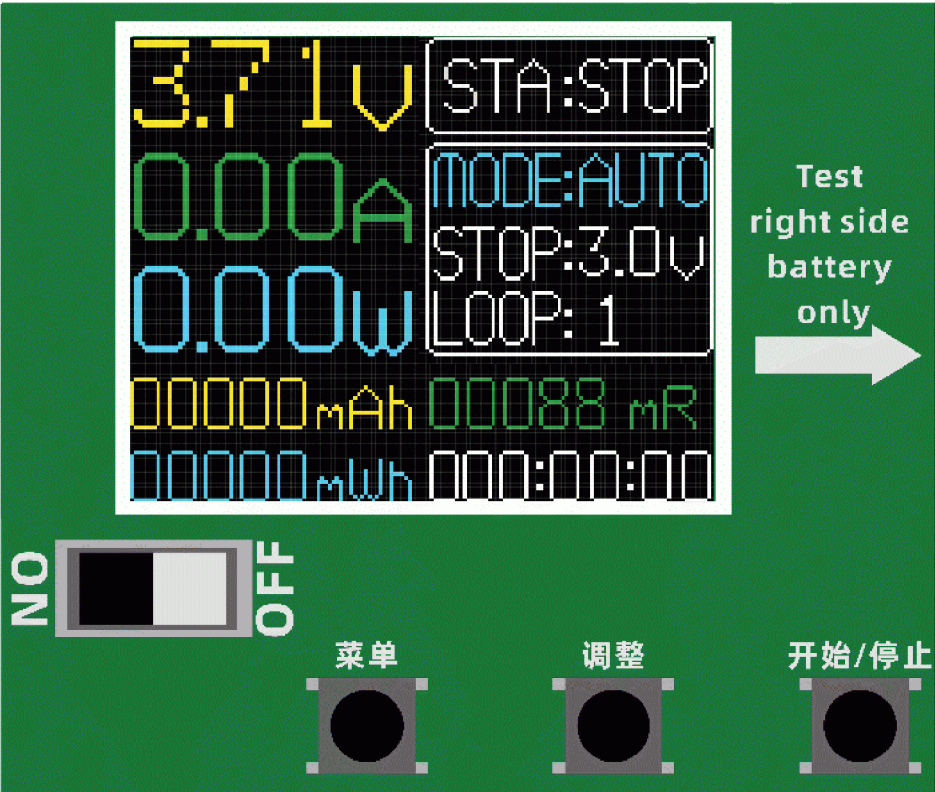 3.71V
STA:STOP
0.00A
MODE:AUTO
0.00W
STOP:3.0V
LOOP: 1
00000mAh
00088 mR
00000mWh
000:00:00
Test
right side
battery
only
NO
OFF
菜单
调整
开始/停止